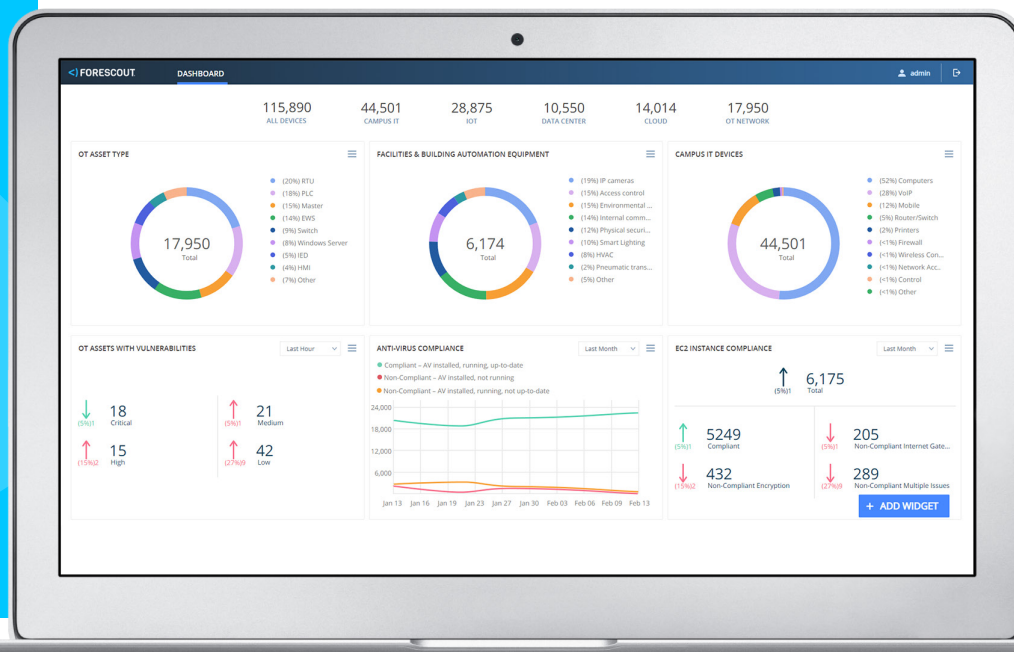 <) FORESCOUT. DASHBOARD admin
115,890 44,501 28,875 10,550 14,014 17,950
ALL DEVICES CAMPUS IT IOT DATA CENTER CLOUD OT NETWORK
OT ASSET TYPE
17,950
Total
(20%) RTU
(18%) PLC
(15%) Master
(14%) EWS
(9%) Switch
(8%) Windows Server
(5%) IED
(4%) HMI
(7%) Other
FACILITIES & BUILDING AUTOMATION EQUIPMENT
6,174
Total
(19%) IP cameras
(15%) Access control
(15%) Environmental ...
(14%) Internal comm...
(12%) Physical securi...
(10%) Smart Lighting
(8%) HVAC
(2%) Pneumatic trans...
(5%) Other
CAMPUS IT DEVICES
44,501
Total
(52%) Computers
(28%) VoIP
(12%) Mobile
(5%) Router/Switch
(2%) Printers
(<1%) Firewall
(<1%) Wireless Con...
(<1%) Network Acc..
(<1%) Control
(<1%) Other
OT ASSETS WITH VULNERABILITIES Last Hour
(5%)1 18 Critical
(5%)1 21 Medium
(15%)2 15 High
(27%)9 42 Low
ANTI-VIRUS COMPLIANCE Last Month
Compliant – AV installed, running, up-to-date
Non-Compliant – AV installed, not running
Non-Compliant – AV installed, running, not up-to-date
24,000
18,000
12,000
6,000
Jan 13 Jan 16 Jan 19 Jan 23 Jan 27 Jan 30 Feb 03 Feb 06 Feb 09 Feb 13
EC2 INSTANCE COMPLIANCE Last Month
(5%)1 6,175 Total
(5%)1 5249 Compliant
(5%)1 205 Non-Compliant Internet Gate...
(15%)2 432 Non-Compliant Encryption
(27%)9 289 Non-Compliant Multiple Issues
+ ADD WIDGET